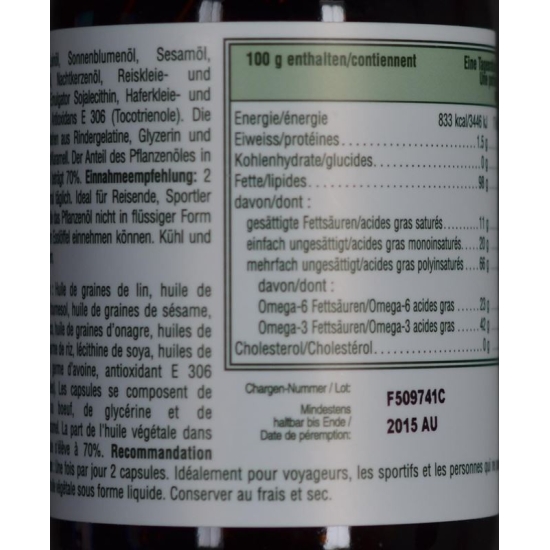 Sonnenblumenöl, Sesamöl,
Nachtkerzenöl, Reiskleie- und
Sojalecithin, Haferkleie- und
E 306 (Tocotrienole). Die
aus Rindergelatine, Glyzerin und
Der Anteil des Pflanzenöles in
70%. Einnahmeempfehlung: 2
täglich. Ideal für Reisende, Sportler
das Pflanzenöl nicht in flüssiger Form
einnehmen können. Kühl und
Huile de graines de lin, huile de
huile de graines de sésame,
huile de graines d'onagre, huiles de
de riz, lécithine de soya, huiles de
d'avoine, antioxidant E 306
Les capsules se composent de
boeuf, de glycérine et de
La part de l'huile végétale dans
s'élève à 70%. Recommandation
Une fois par jour 2 capsules. Idéalement pour voyageurs, les sportifs et les personnes qui
végétale sous forme liquide. Conserver au frais et sec.
100 g enthalten/contiennent Eine
Une
Energie/énergie 833 kcal/3446 kJ
Eiweiss/protéines 1.5 g
Kohlenhydrate/glucides 0 g
Fette/lipides 98 g
davon/dont :
gesättigte Fettsäuren/acides gras saturés 11 g
einfach ungesättigt/acides gras monoinsaturés 20 g
mehrfach ungesättigt/acides gras polyinsaturés 66 g
davon/dont :
Omega-6 Fettsäuren/Omega-6 acides gras 23 g
Omega-3 Fettsäuren/Omega-3 acides gras 42 g
Cholesterol/Cholestérol 0 g
Chargen-Nummer / Lot: F509741C
Mindestens
haltbar bis Ende /
Date de péremption: 2015 AU